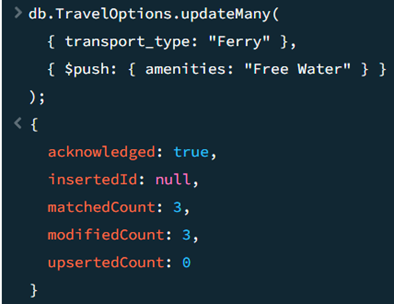 > db.TravelOptions.updateMany(
{ transport_type: "Ferry" },
{ $push: { amenities: "Free Water" } }
);
< {
acknowledged: true,
insertedId: null,
matchedCount: 3,
modifiedCount: 3,
upsertedCount: 0
}